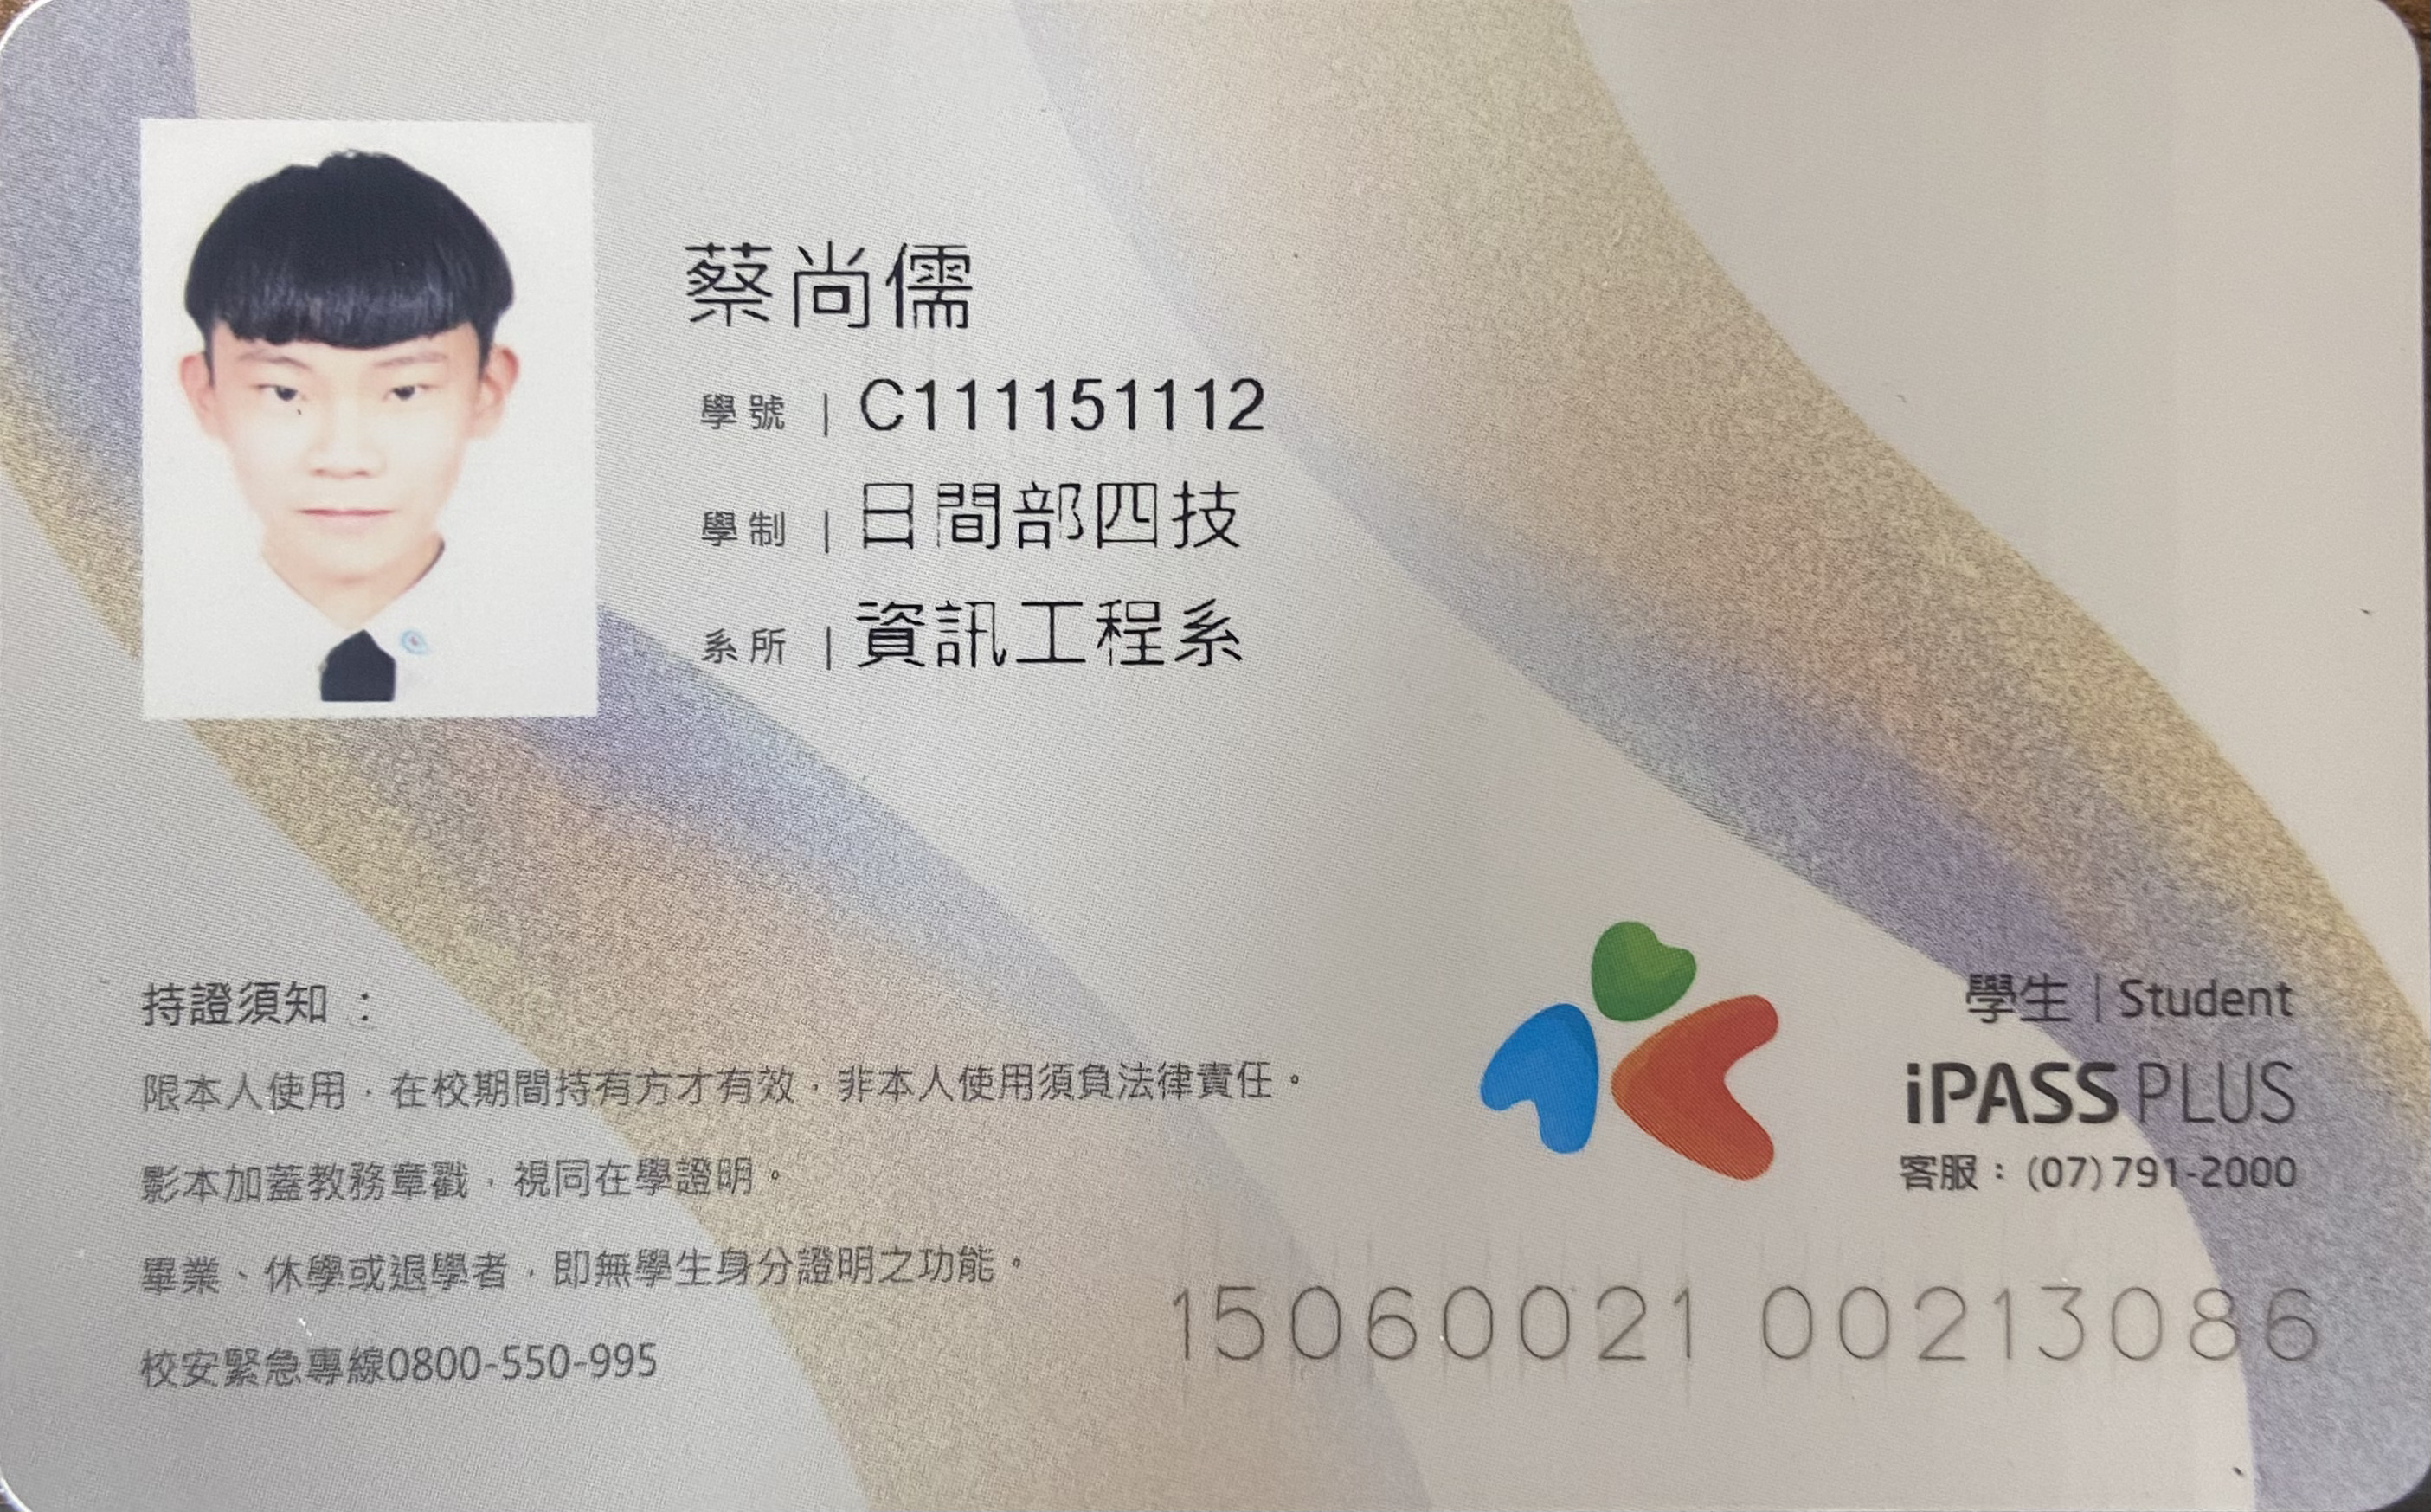 蔡尚儒
學號 | C111151112
學制 | 日間部四技
系所 | 資訊工程系
持證須知：
限本人使用，在校期間持有方才有效，非本人使用須負法律責任。
影本加蓋教務章戳，視同在學證明。
畢業、休學或退學者，即無學生身分證明之功能。
校安緊急專線0800-550-995
學生 | Student
iPASS PLUS
客服：(07)791-2000
15060021 00213086